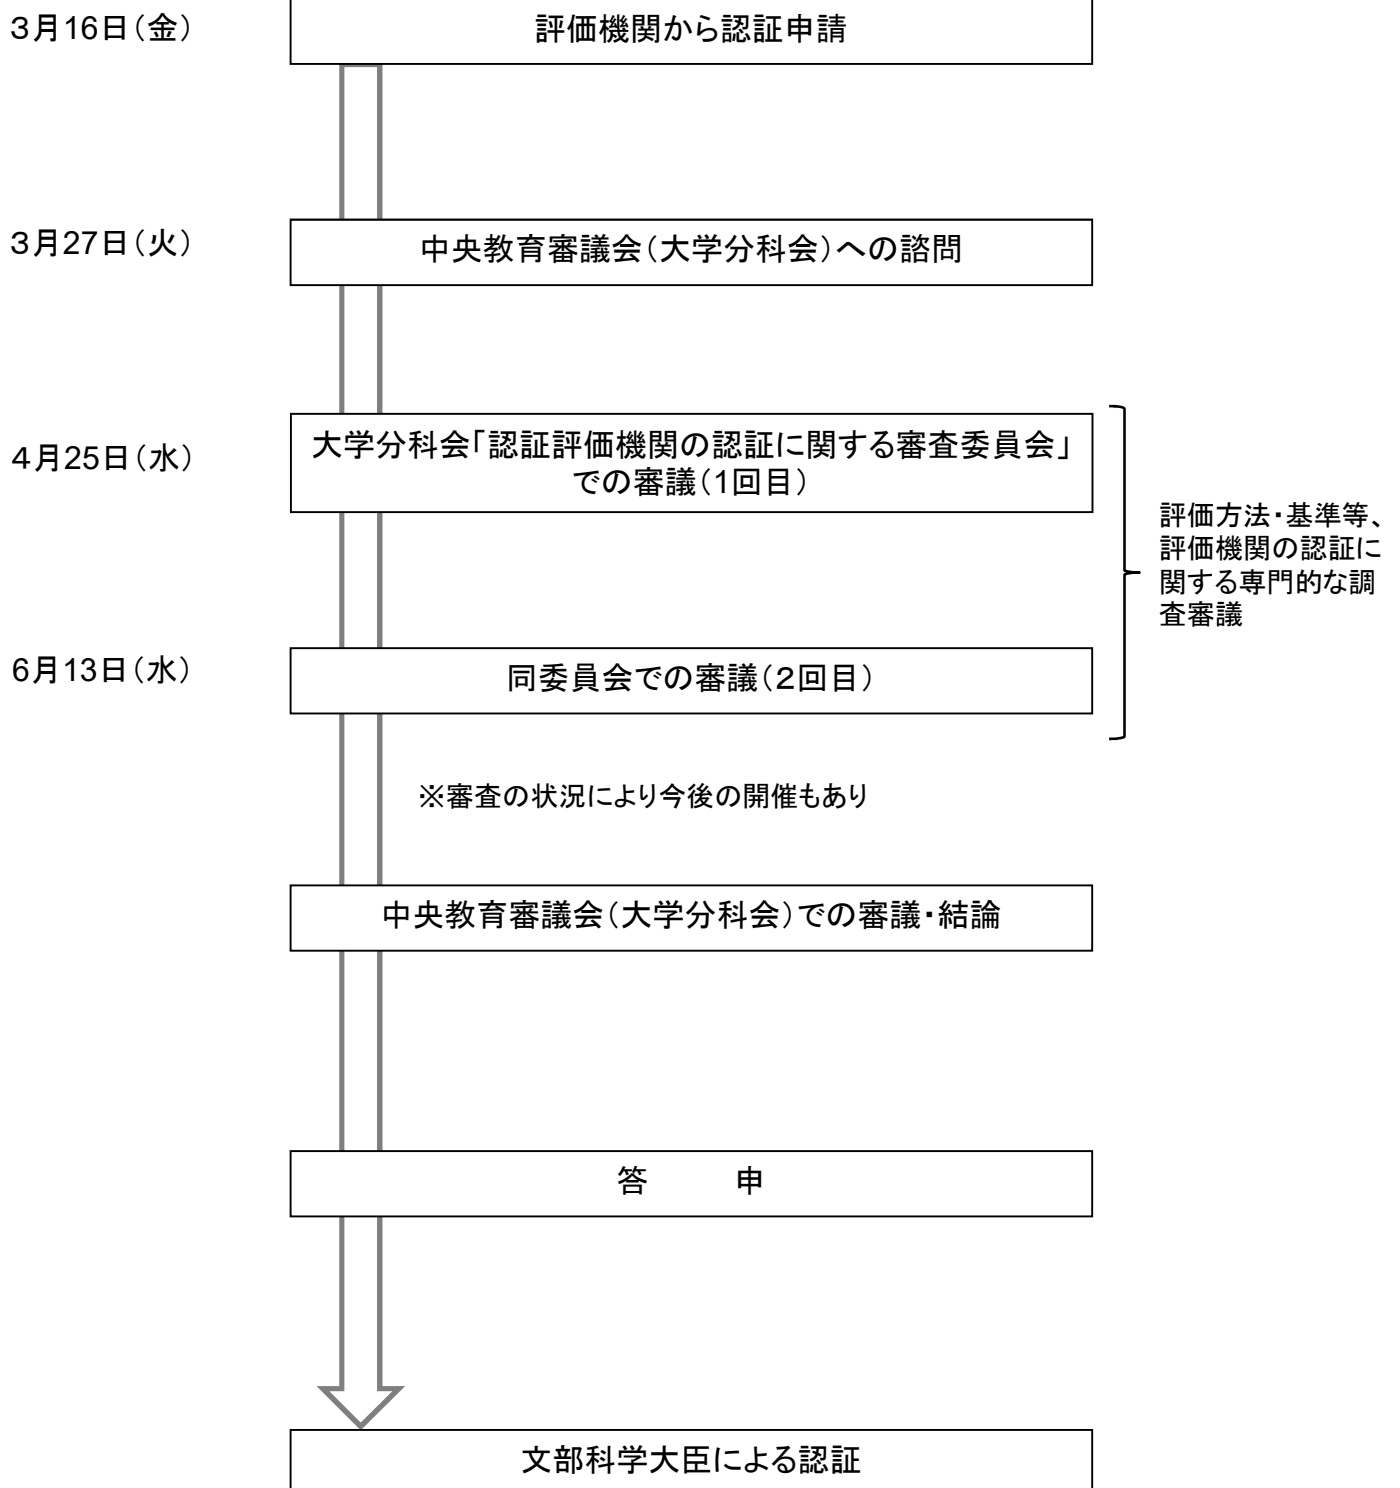 3月16日(金)
評価機関から認証申請
3月27日(火)
中央教育審議会(大学分科会)への諮問
4月25日(水)
大学分科会「認証評価機関の認証に関する審査委員会」
での審議(1回目)
評価方法・基準等、
評価機関の認証に
関する専門的な調
査審議
6月13日(水)
同委員会での審議(2回目)
※審査の状況により今後の開催もあり
中央教育審議会(大学分科会)での審議・結論
答 申
文部科学大臣による認証